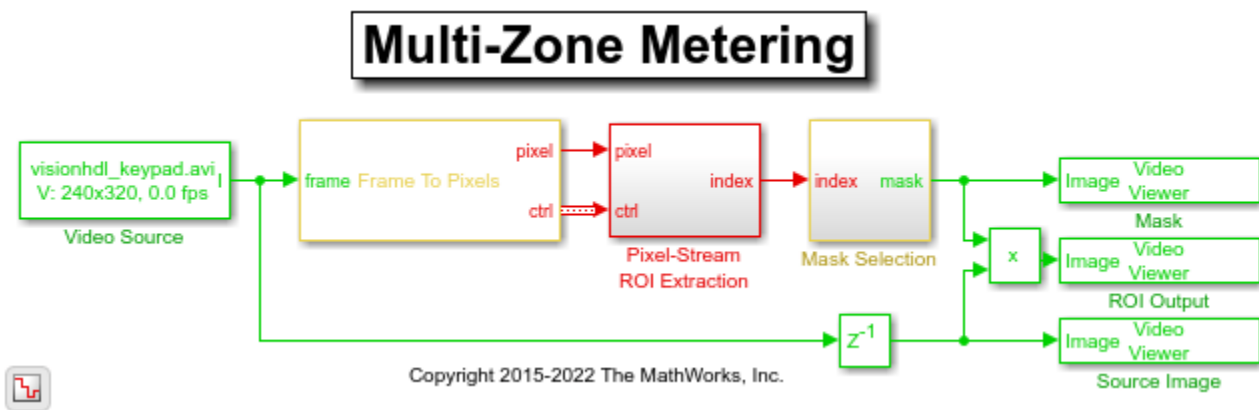 Multi-Zone Metering
visionhdl_keypad.avi
V: 240x320, 0.0 fps
I
Video Source
frame
Frame To Pixels
pixel
ctrl
pixel
ctrl
index
Pixel-Stream
ROI Extraction
index
mask
Mask Selection
Image
Video
Viewer
Mask
x
Image
Video
Viewer
ROI Output
Z-1
Image
Video
Viewer
Source Image
Copyright 2015-2022 The MathWorks, Inc.